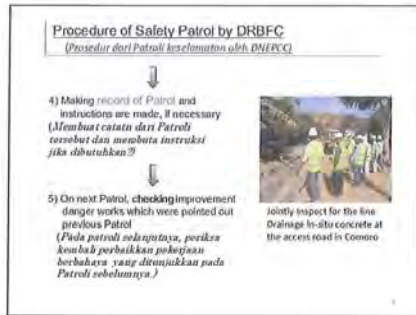 Procedure of Safety Patrol by DRBFC
(Prosedur dari Patroli keselamatan oleh DNEPCC)
4) Making record of Patrol and
instructions are made, if necessary
(Membuat catatn dari Patroli
tersebut dan membuta instruksi
jika dibutuhkan?)
5) On next Patrol, checking improvement
danger works which were pointed out
previous Patrol
(Pada patroli selanjutnya, periksa
kembali perbaikkan pekerjaan
berbahaya yang ditunjukkan pada
Patroli sebelumnya.)
Jointly Inspect for the line
Drainage In-situ concrete at
the access road in Comoro